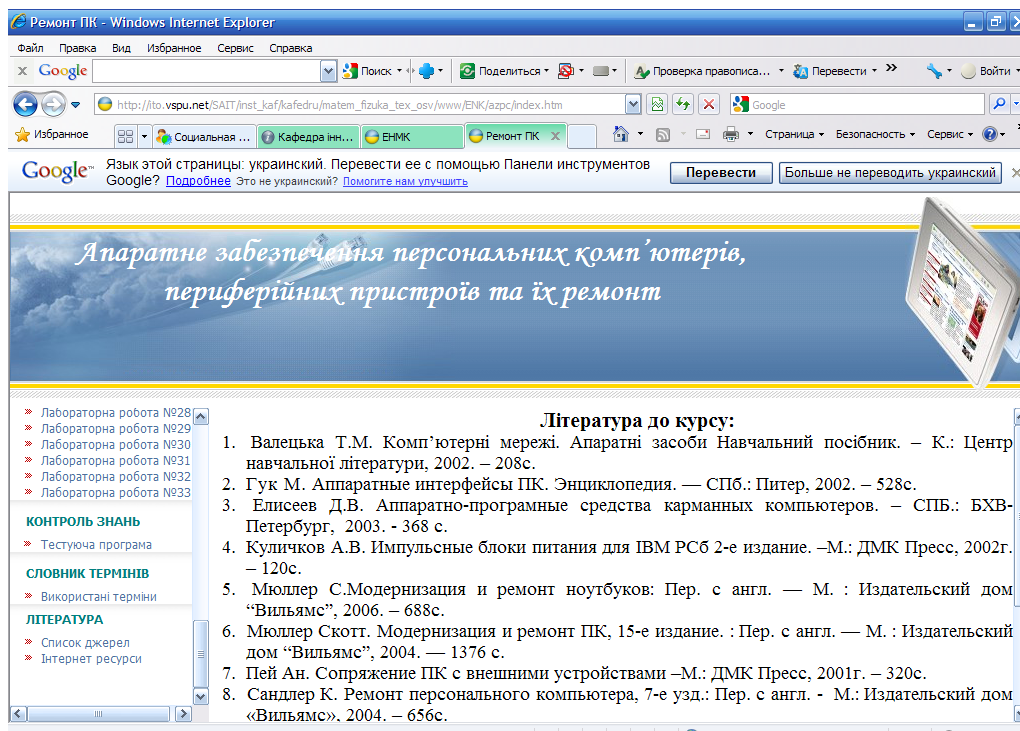 Ремонт ПК - Windows Internet Explorer
Файл Правка Вид Избранное Сервис Справка
x Google Поиск Поделиться Проверка правописа... Перевести » Войти
http://ito.vspu.net/SAIT/inst_kaf/kafedru/matem_fizuka_tex_osv/www/ENK/azpc/index.htm Google
Избранное Социальная ... Кафедра інн... ЕНМК Ремонт ПК Страница Безопасность Сервис
Google™ Язык этой страницы: украинский. Перевести ее с помощью Панели инструментов
Google? Подробнее Это не украинский? Помогите нам улучшить
Перевести Больше не переводить украинский
Апаратне забезпечення персональних комп’ютерів,
периферійних пристроїв та їх ремонт
Лабораторна робота №28
Лабораторна робота №29
Лабораторна робота №30
Лабораторна робота №31
Лабораторна робота №32
Лабораторна робота №33
КОНТРОЛЬ ЗНАНЬ
Тестуюча програма
СЛОВНИК ТЕРМІНІВ
Використані терміни
ЛІТЕРАТУРА
Список джерел
Інтернет ресурси
Література до курсу:
1. Валецька Т.М. Комп’ютерні мережі. Апаратні засоби Навчальний посібник. – К.: Центр
навчальної літератури, 2002. – 208с.
2. Гук М. Аппаратные интерфейсы ПК. Энциклопедия. — СПб.: Питер, 2002. – 528с.
3. Елисеев Д.В. Аппаратно-програмные средства карманных компьютеров. – СПБ.: БХВ-
Петербург, 2003. - 368 с.
4. Куличков А.В. Импульсные блоки питания для IBM PCб 2-е издание. –М.: ДМК Пресс, 2002г.
– 120с.
5. Мюллер С.Модернизация и ремонт ноутбуков: Пер. с англ. — М. : Издательский дом
“Вильямс”, 2006. – 688с.
6. Мюллер Скотт. Модернизация и ремонт ПК, 15-е издание. : Пер. с англ. — М. : Издательский
дом “Вильямс”, 2004. — 1376 с.
7. Пей Ан. Сопряжение ПК с внешними устройствами –М.: ДМК Пресс, 2001г. – 320с.
8. Сандлер К. Ремонт персонального компьютера, 7-е узд.: Пер. с англ. - М.: Издательский дом
«Вильямс», 2004. – 656с.